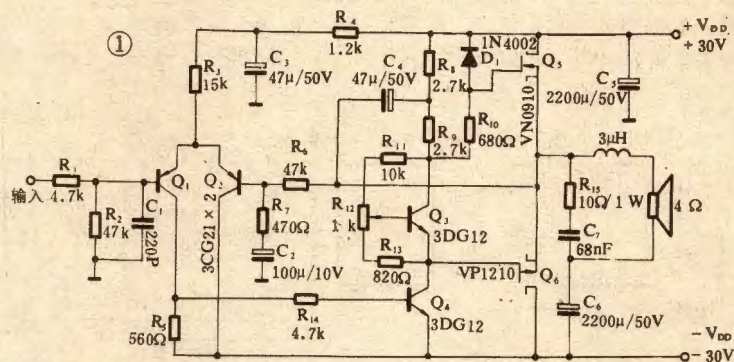 ①
R₄
1.2k
1N4002
+ V_DD
+ 30V
C₃
47μ/50V
C₄
47μ/50V
R₈
2.7k
D₁
Q₅
C₅
2200μ/50V
R₃
15k
VN0910
R₉
2.7k
R₁₀
680Ω
3μH
R₁
4.7k
输入
Q₁
Q₂
R₆
47k
R₁₁
10k
R₂
47k
C₁
220P
3CG21×2
R₇
470Ω
R₁₂
1k
Q₃
3DG12
R₁₅
10Ω/1W
4Ω
C₂
100μ/10V
R₁₃
820Ω
C₇
68nF
VP1210
Q₆
R₅
560Ω
R₁₄
4.7k
Q₄
3DG12
C₆
2200μ/50V
− V_DD
− 30V